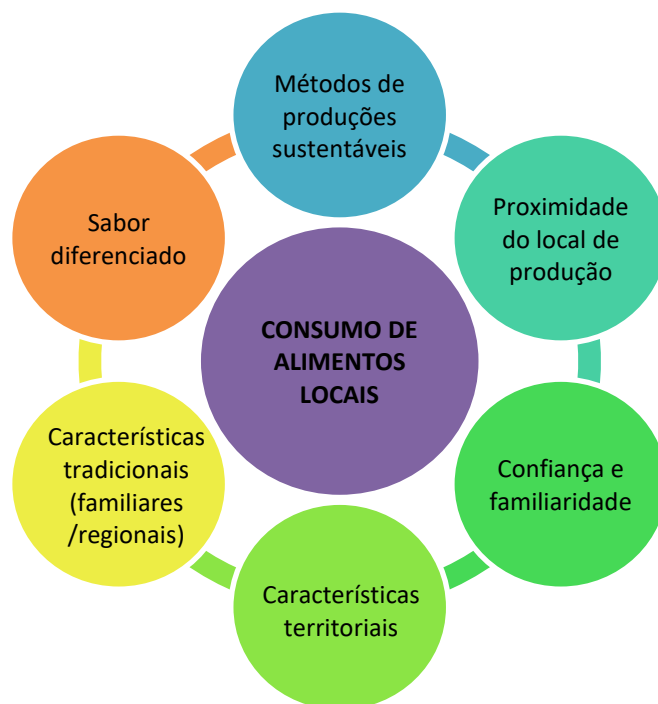 Métodos de
produções
sustentáveis
Sabor
diferenciado
Proximidade
do local de
produção
CONSUMO DE
ALIMENTOS
LOCAIS
Características
tradicionais
(familiares
/regionais)
Confiança e
familiaridade
Características
territoriais